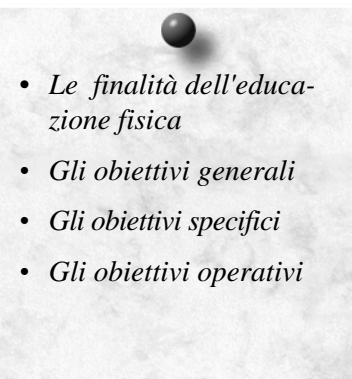 • Le finalità dell'educa-
zione fisica
• Gli obiettivi generali
• Gli obiettivi specifici
• Gli obiettivi operativi